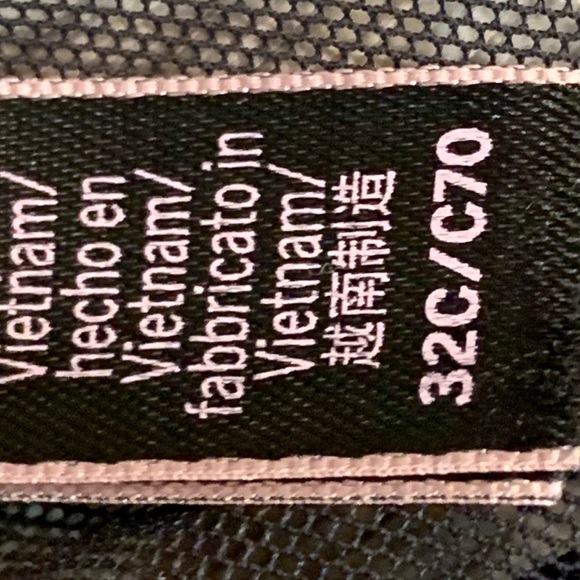 Vietnam/
hecho en
Vietnam/
fabbricato in
Vietnam/
越南制造
32C/C70